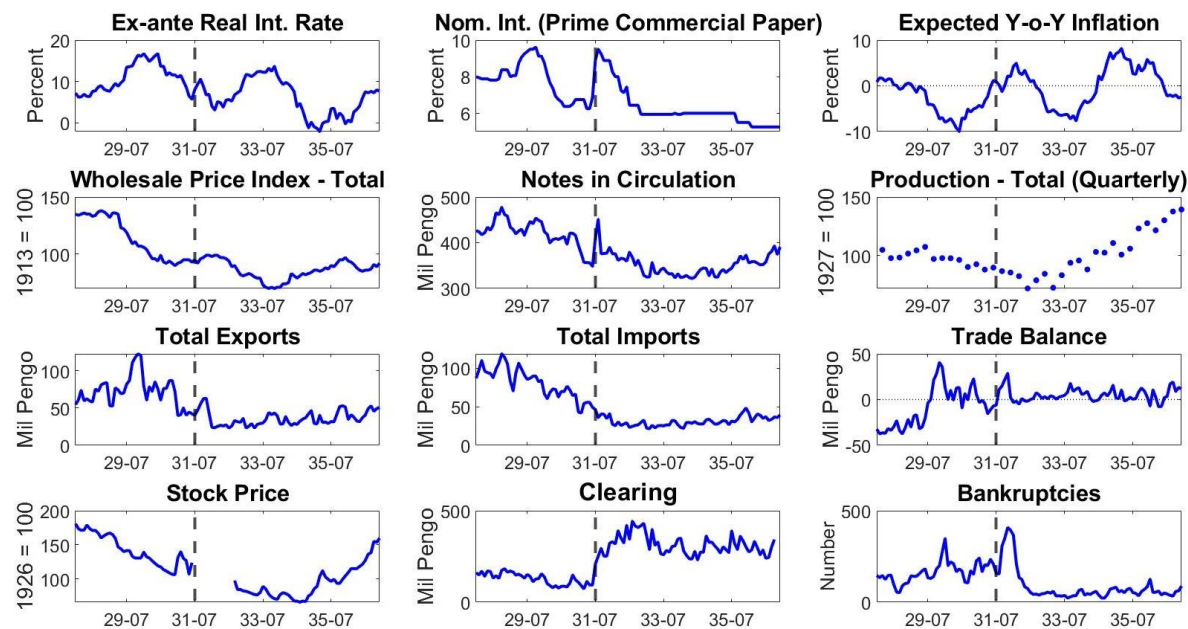 Ex-ante Real Int. Rate
Percent
20
10
0
29-07 31-07 33-07 35-07
Nom. Int. (Prime Commercial Paper)
Percent
10
8
6
29-07 31-07 33-07 35-07
Expected Y-o-Y Inflation
Percent
10
0
-10
29-07 31-07 33-07 35-07
Wholesale Price Index - Total
1913 = 100
150
100
29-07 31-07 33-07 35-07
Notes in Circulation
Mil Pengo
500
400
300
29-07 31-07 33-07 35-07
Production - Total (Quarterly)
1927 = 100
150
100
29-07 31-07 33-07 35-07
Total Exports
Mil Pengo
100
50
0
29-07 31-07 33-07 35-07
Total Imports
Mil Pengo
100
50
0
29-07 31-07 33-07 35-07
Trade Balance
Mil Pengo
50
0
-50
29-07 31-07 33-07 35-07
Stock Price
1926 = 100
200
150
100
29-07 31-07 33-07 35-07
Clearing
Mil Pengo
500
0
29-07 31-07 33-07 35-07
Bankruptcies
Number
500
0
29-07 31-07 33-07 35-07